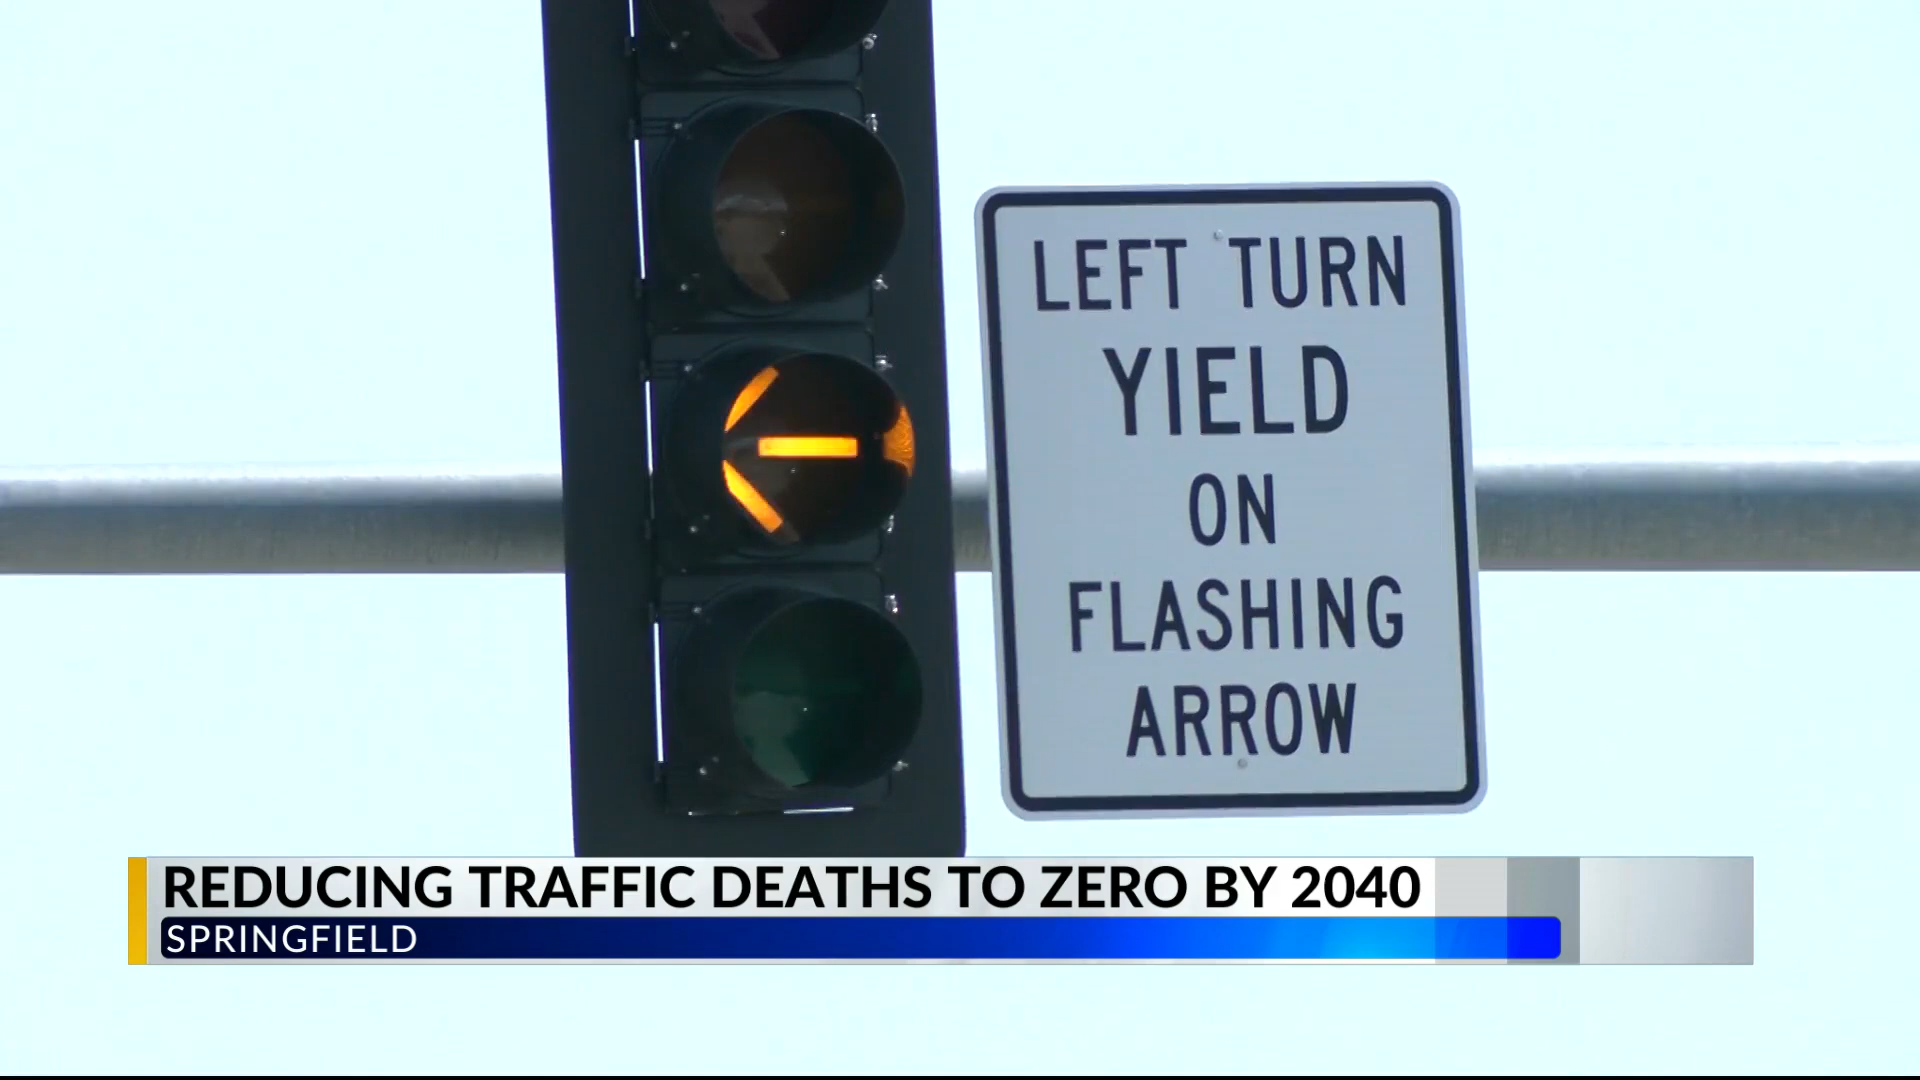 LEFT TURN
YIELD
ON
FLASHING
ARROW
REDUCING TRAFFIC DEATHS TO ZERO BY 2040
SPRINGFIELD